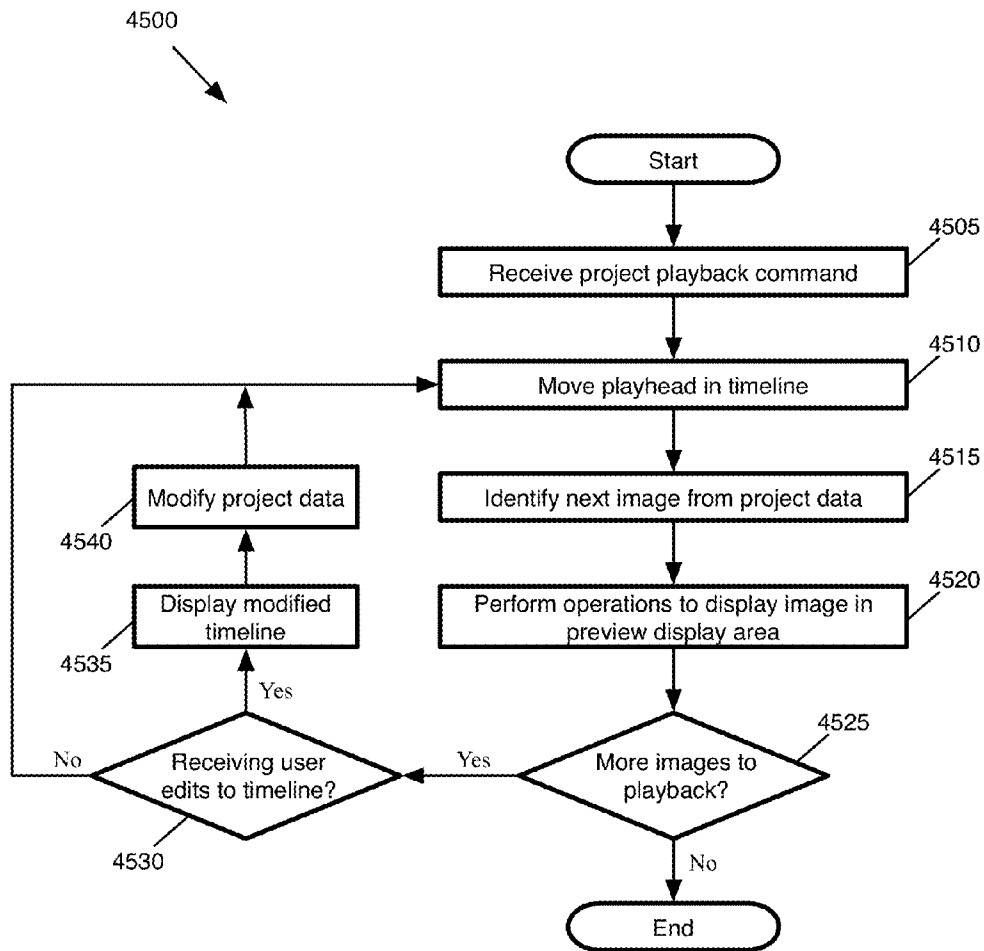 4500
Start
4505
Receive project playback command
4510
Move playhead in timeline
4515
Identify next image from project data
Modify project data
4540
4520
Perform operations to display image in
preview display area
Display modified
timeline
4535
Yes
4525
More images to
playback?
Yes
Receiving user
edits to timeline?
No
4530
No
End